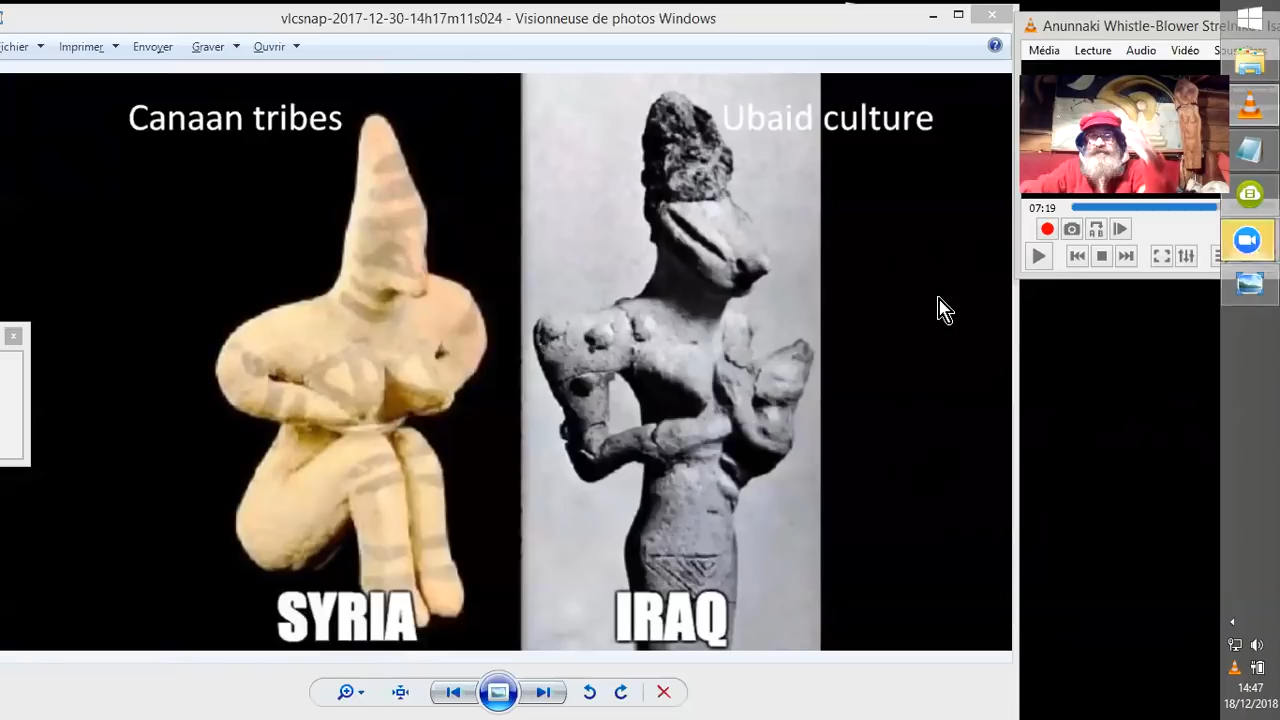 vlcsnap-2017-12-30-14h17m11s024 - Visionneuse de photos Windows
ichier
Imprimer
Envoyer
Graver
Ouvrir
Canaan tribes
Ubaid culture
SYRIA
IRAQ
Anunnaki Whistle-Blower
Média
Lecture
Audio
Vidéo
07:19
14:47
18/12/2018